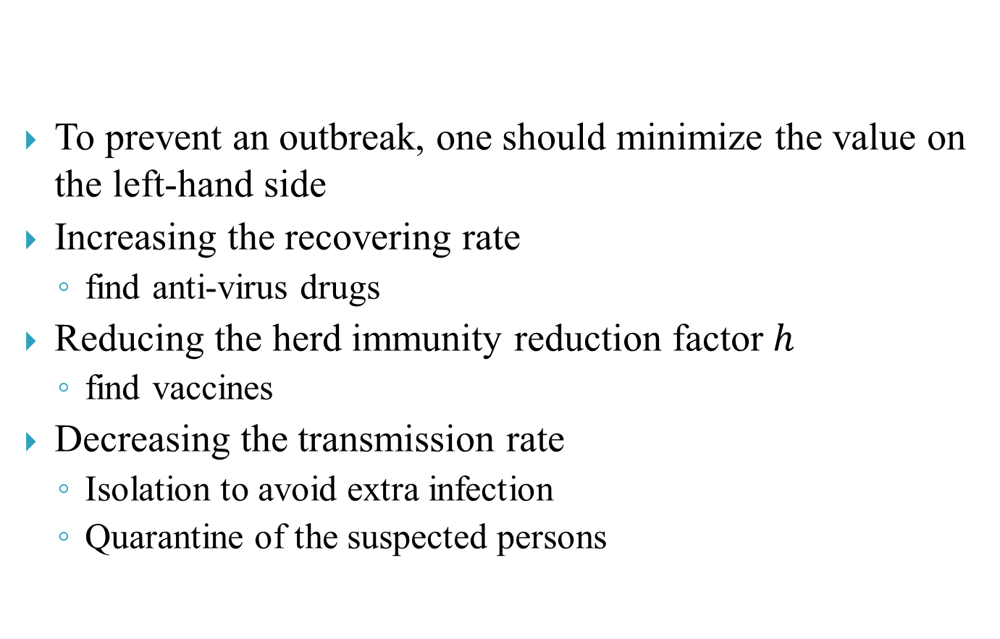 To prevent an outbreak, one should minimize the value on
the left-hand side
Increasing the recovering rate
find anti-virus drugs
Reducing the herd immunity reduction factor h
find vaccines
Decreasing the transmission rate
Isolation to avoid extra infection
Quarantine of the suspected persons